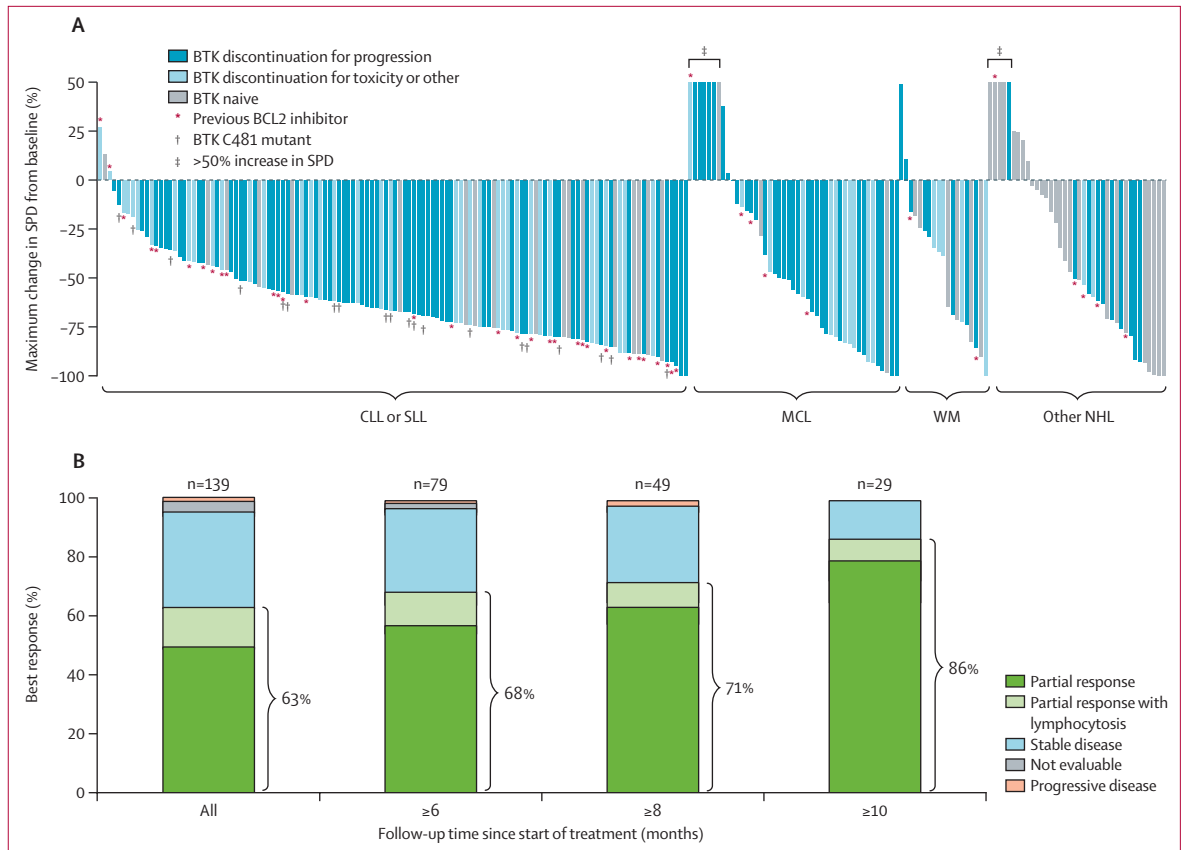 A
BTK discontinuation for progression
BTK discontinuation for toxicity or other
BTK naive
* Previous BCL2 inhibitor
† BTK C481 mutant
‡ >50% increase in SPD
‡
‡
Maximum change in SPD from baseline (%)
50
25
0
−25
−50
−75
−100
CLL or SLL
MCL
WM
Other NHL
B
Best response (%)
100
80
60
40
20
0
n=139
n=79
n=49
n=29
63%
68%
71%
86%
All
≥6
≥8
≥10
Follow-up time since start of treatment (months)
Partial response
Partial response with
lymphocytosis
Stable disease
Not evaluable
Progressive disease